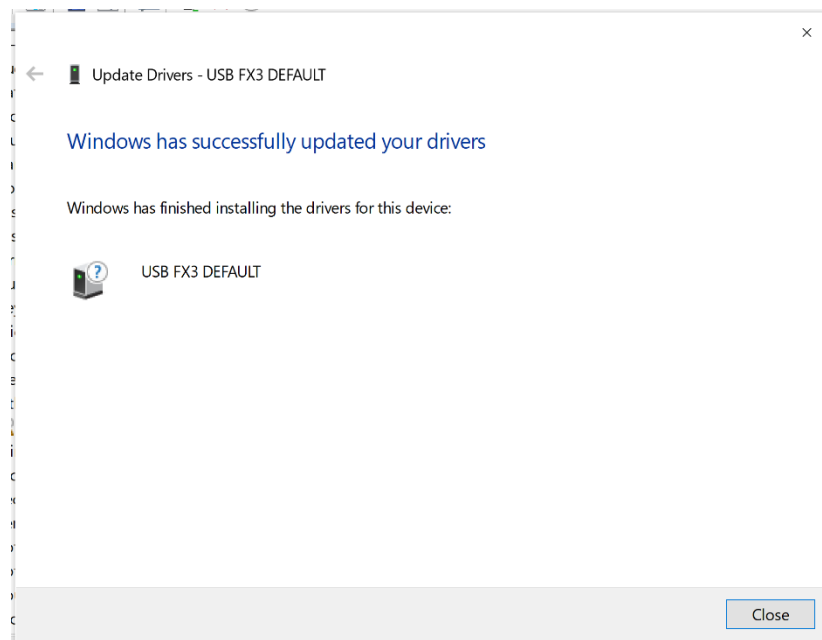 Update Drivers - USB FX3 DEFAULT
Windows has successfully updated your drivers
Windows has finished installing the drivers for this device:
USB FX3 DEFAULT
Close